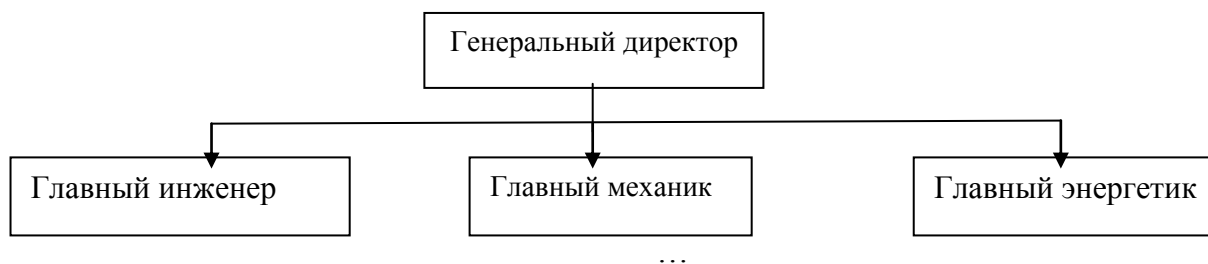 Генеральный директор
Главный инженер
Главный механик
Главный энергетик
…